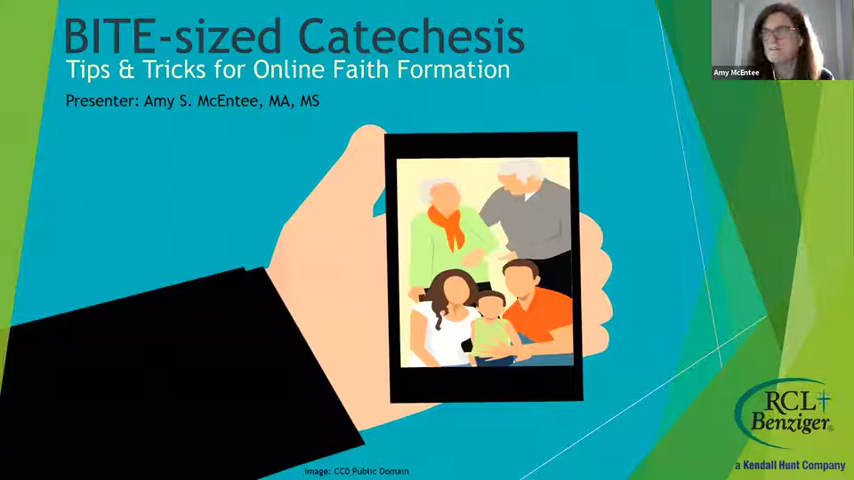 BITE-sized Catechesis
Tips & Tricks for Online Faith Formation
Presenter: Amy S. McEntee, MA, MS
Amy McEntee
RCL
Benziger®
a Kendall Hunt Company
Image: CC0 Public Domain